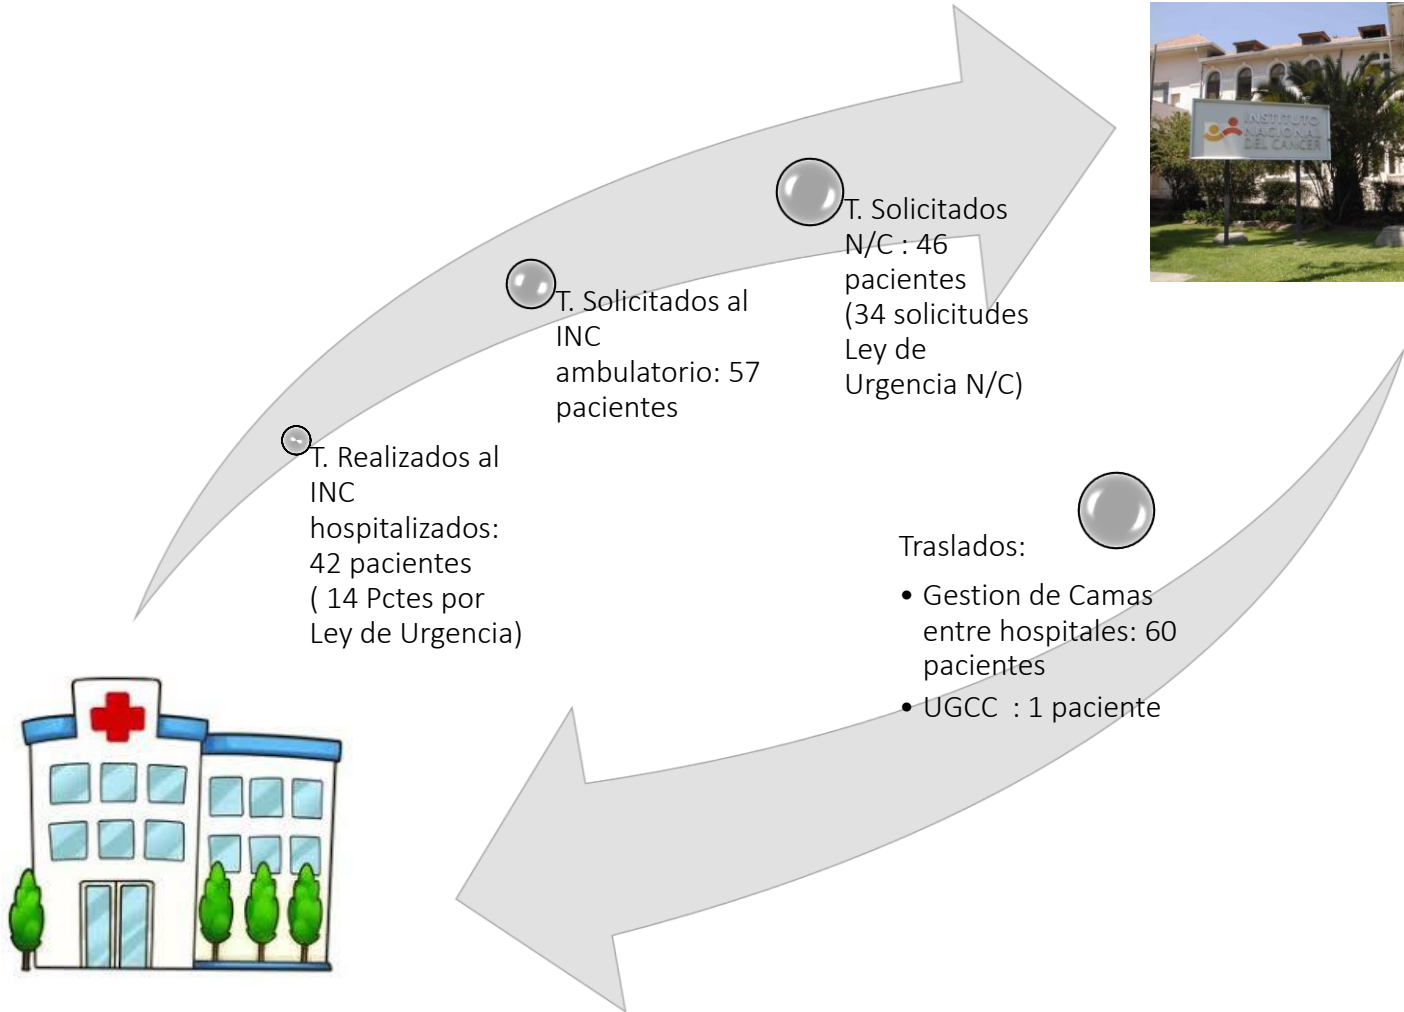 INSTITUTO
NACIONAL
DEL CANCER
T. Solicitados
N/C : 46
pacientes
(34 solicitudes
Ley de
Urgencia N/C)
T. Solicitados al
INC
ambulatorio: 57
pacientes
T. Realizados al
INC
hospitalizados:
42 pacientes
( 14 Pctes por
Ley de Urgencia)
Traslados:
• Gestion de Camas
entre hospitales: 60
pacientes
• UGCC  : 1 paciente